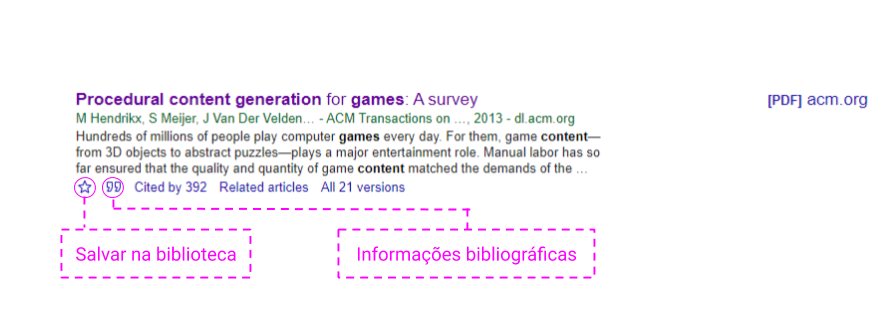 Procedural content generation for games: A survey
[PDF] acm.org
M Hendrikx, S Meijer, J Van Der Velden… - ACM Transactions on …, 2013 - dl.acm.org
Hundreds of millions of people play computer games every day. For them, game content—
from 3D objects to abstract puzzles—plays a major entertainment role. Manual labor has so
far ensured that the quality and quantity of game content matched the demands of the …
Cited by 392 Related articles All 21 versions
Salvar na biblioteca
Informações bibliográficas